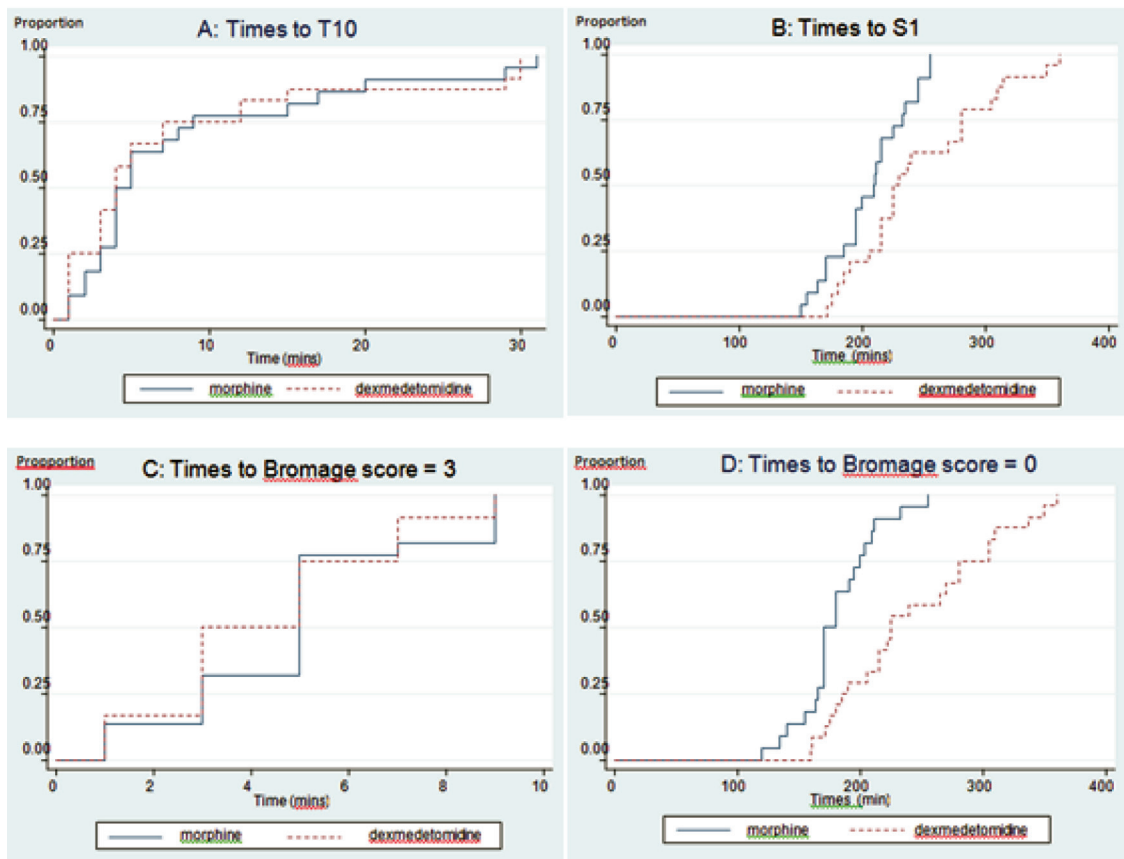 Proportion
A: Times to T10
1.00
0.75
0.50
0.25
0.00
0 10 20 30
Time (mins)
morphine dexmedetomidine
Proportion
B: Times to S1
1.00
0.75
0.50
0.25
0.00
0 100 200 300 400
Time (mins)
morphine dexmedetomidine
Propportion
C: Times to Bromage score = 3
1.00
0.75
0.50
0.25
0.00
0 2 4 6 8 10
Time (mins)
morphine dexmedetomidine
Proportion
D: Times to Bromage score = 0
1.00
0.75
0.50
0.25
0.00
0 100 200 300 400
Times (min)
morphine dexmedetomidine